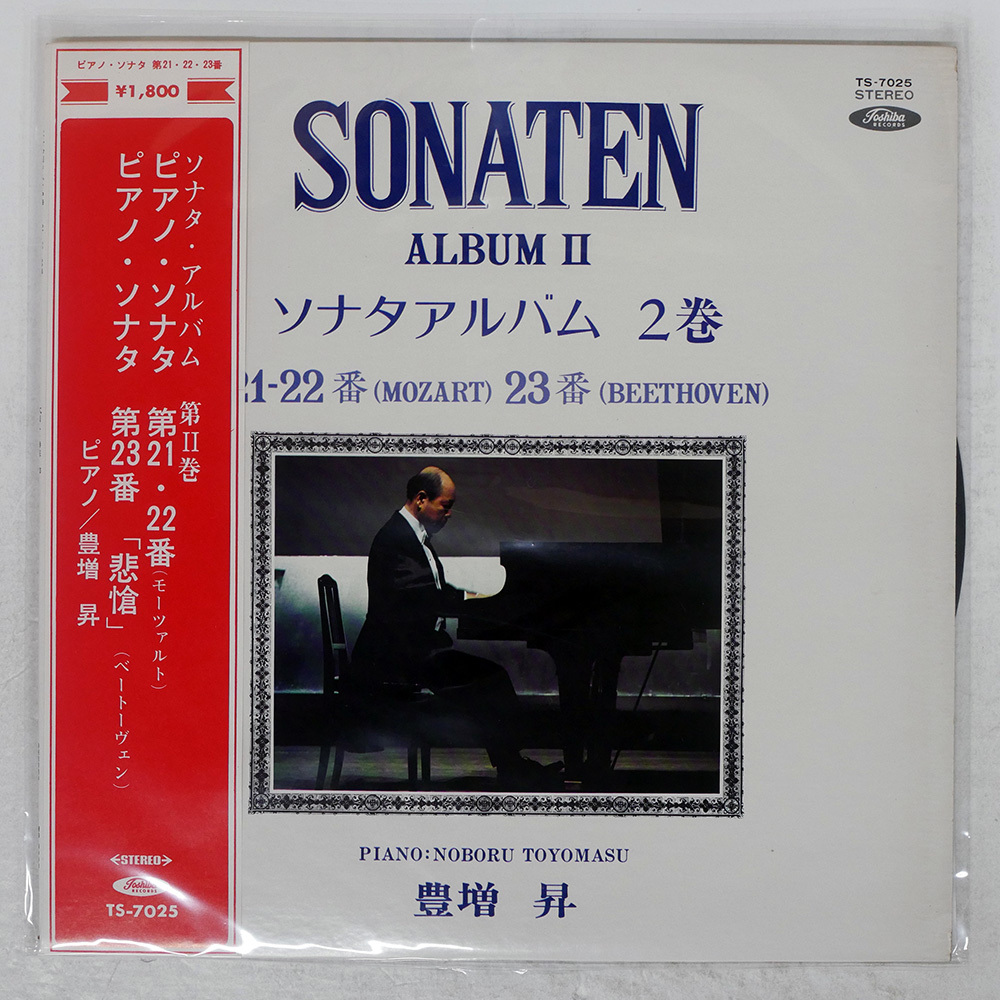 ピアノ・ソナタ 第21・22・23番
¥1,800
ソナタ・アルバム 第II巻
ピアノ・ソナタ 第21・22番(モーツァルト)
ピアノ・ソナタ 第23番「悲愴」(ベートーヴェン)
ピアノ/豊増 昇
STEREO
Toshiba
RECORDS
TS-7025
TS-7025
STEREO
Toshiba
RECORDS
SONATEN
ALBUM II
ソナタアルバム 2巻
21-22番(MOZART) 23番(BEETHOVEN)
PIANO:NOBORU TOYOMASU
豊増 昇